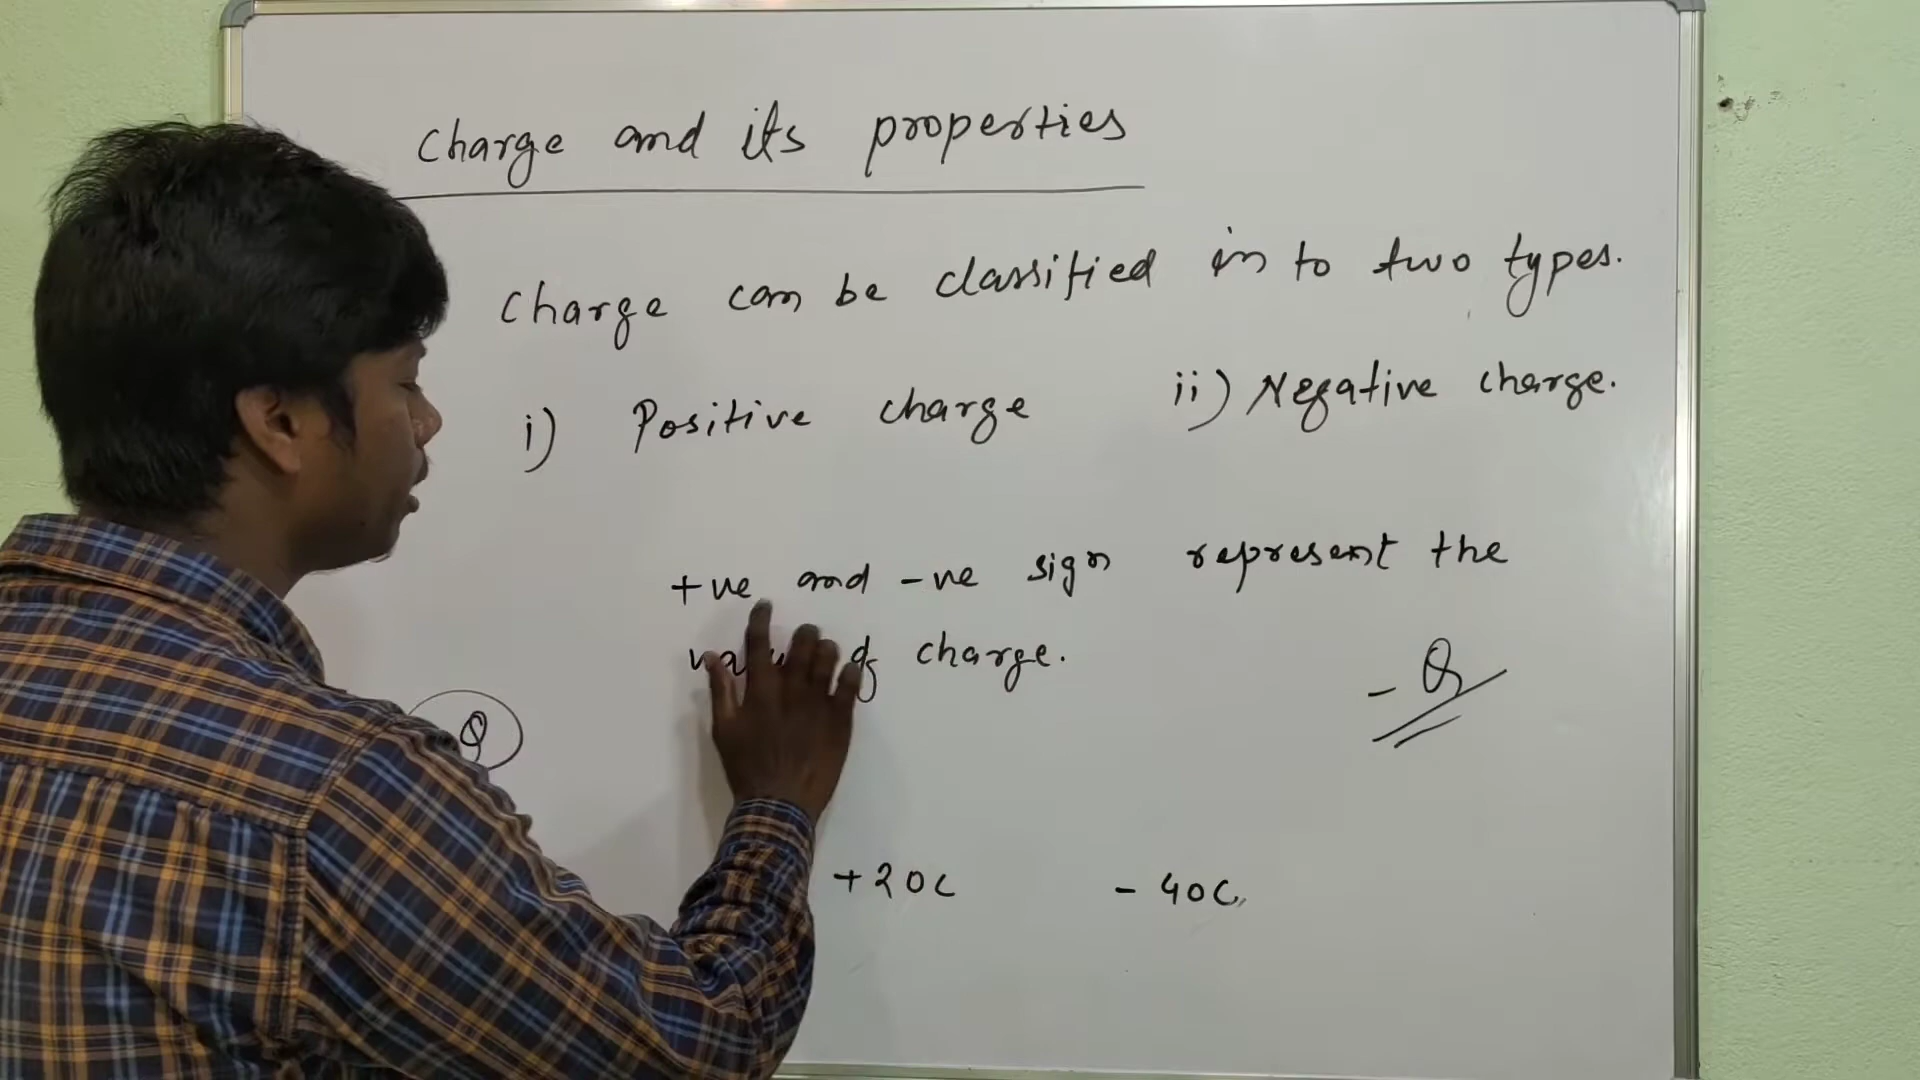 Charge and its properties
Charge can be classified in to two types.
i) Positive charge ii) Negative charge.
+ve and -ve sign represent the
of charge.
Q
- Q
+20C - 40C